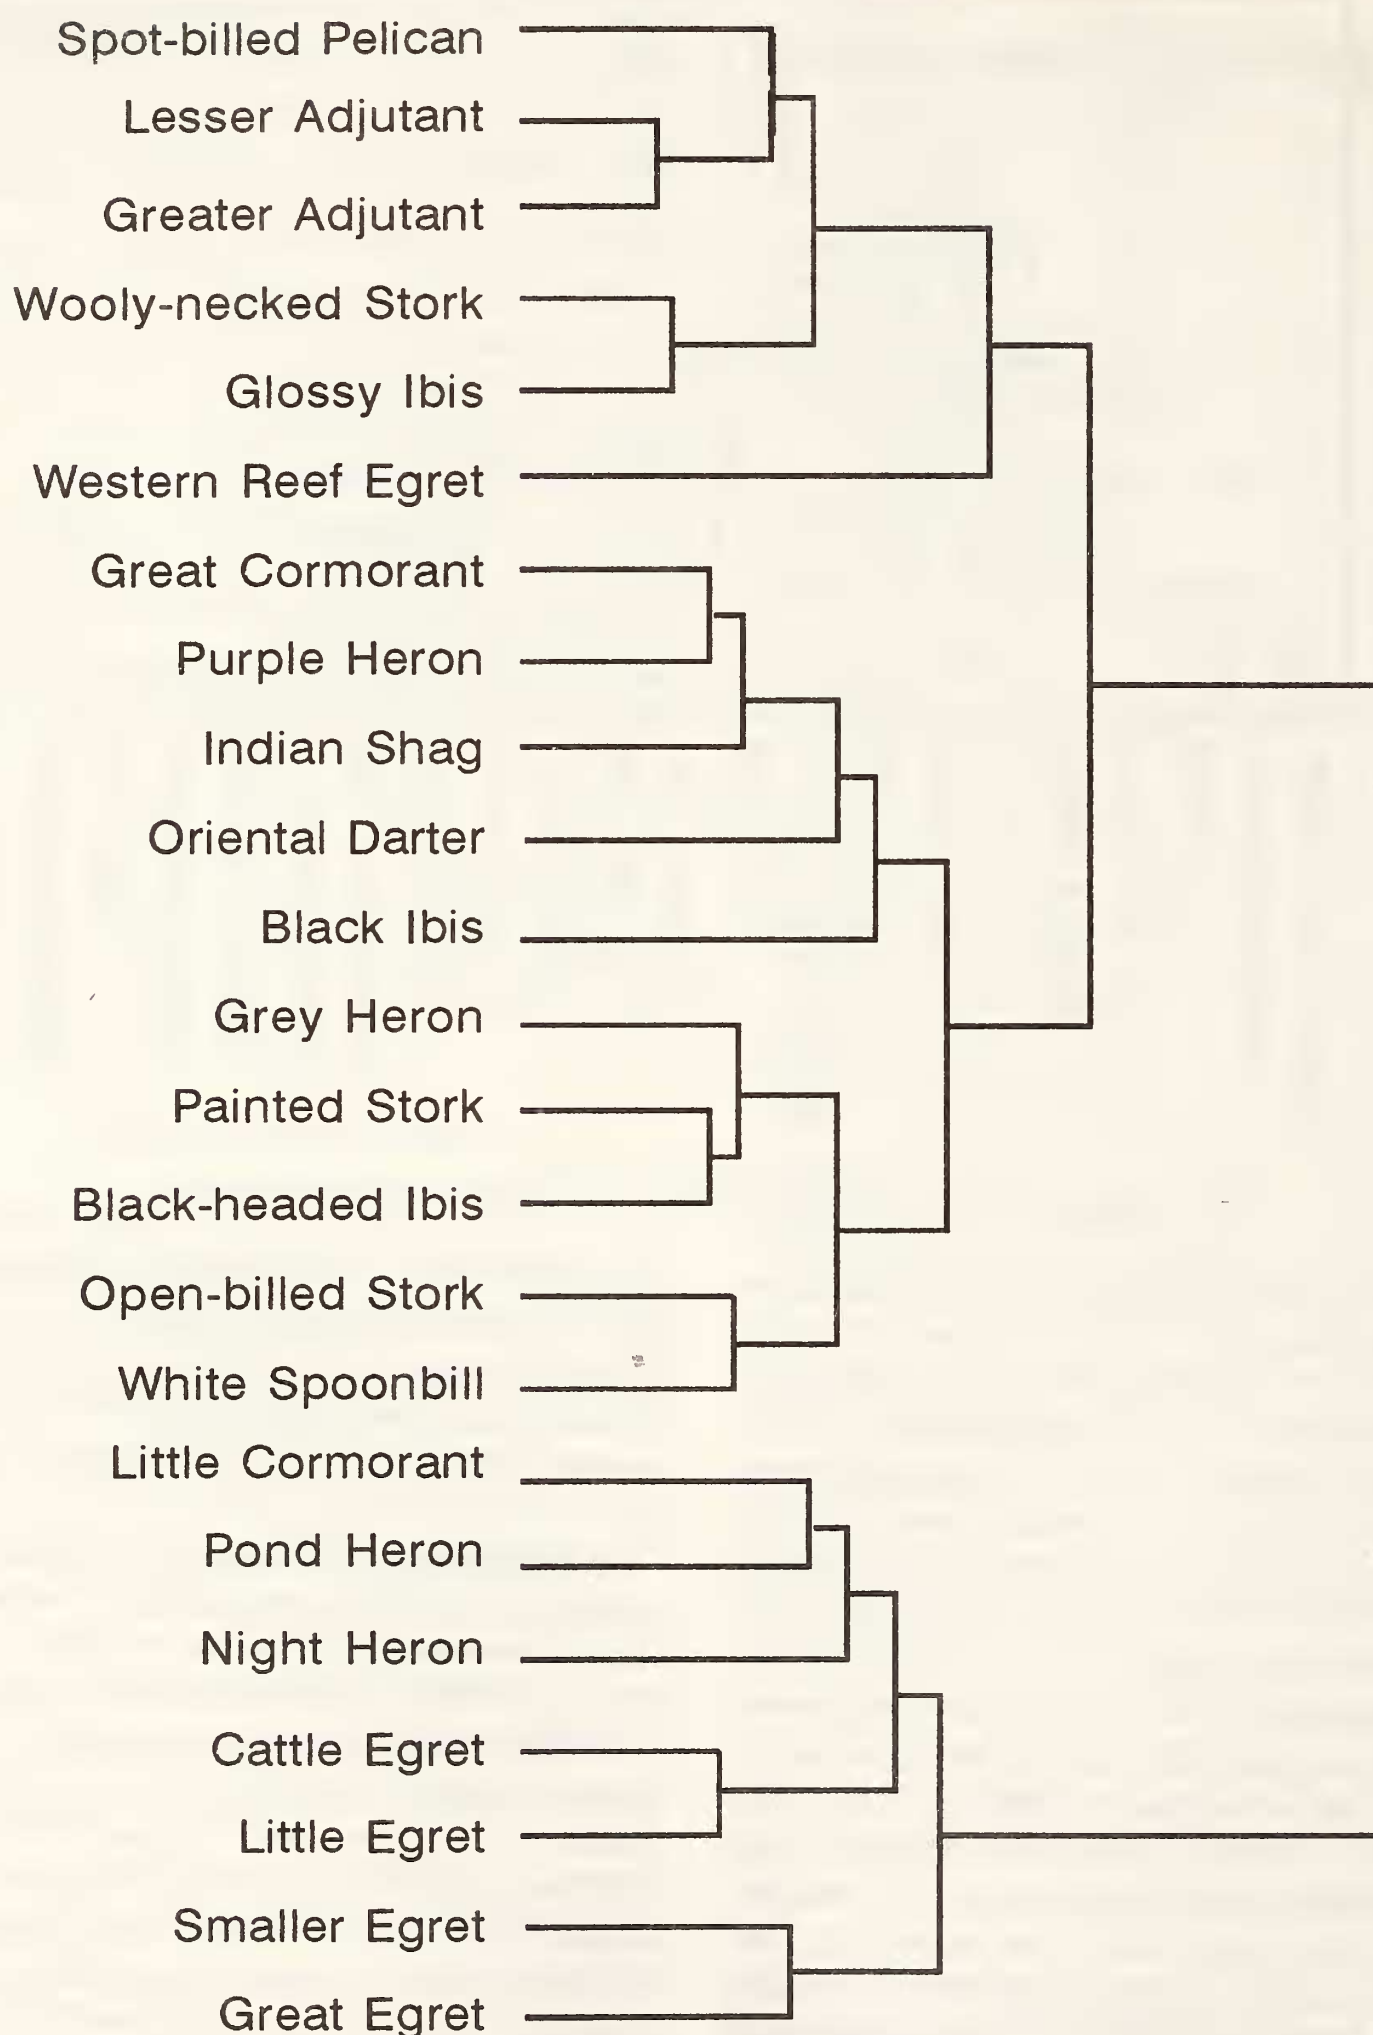 Spot-billed Pelican
Lesser Adjutant
Greater Adjutant
Wooly-necked Stork
Glossy Ibis
Western Reef Egret
Great Cormorant
Purple Heron
Indian Shag
Oriental Darter
Black Ibis
Grey Heron
Painted Stork
Black-headed Ibis
Open-billed Stork
White Spoonbill
Little Cormorant
Pond Heron
Night Heron
Cattle Egret
Little Egret
Smaller Egret
Great Egret